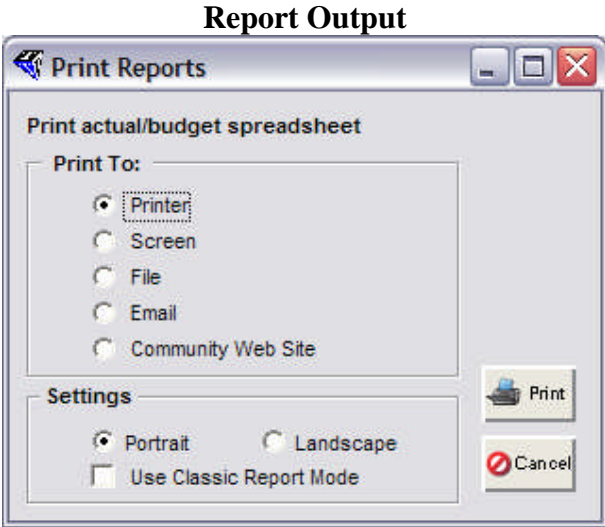 Report Output
Print Reports
Print actual/budget spreadsheet
Print To:
Printer
Screen
File
Email
Community Web Site
Settings
Portrait Landscape
Use Classic Report Mode
Print
Cancel